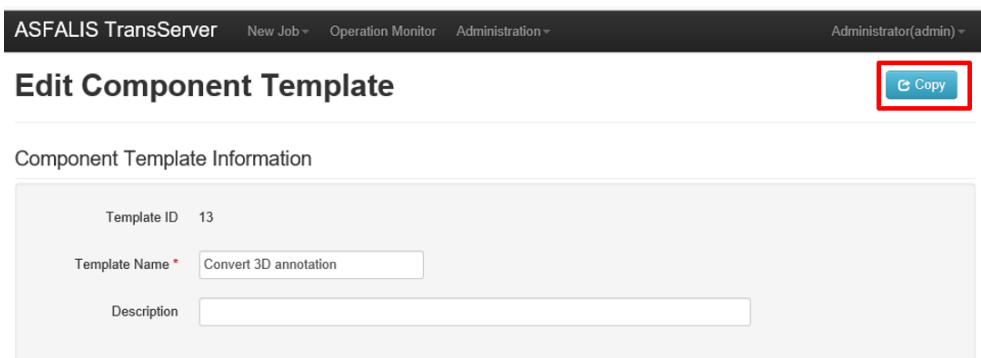 ASFALIS TransServer New Job Operation Monitor Administration Administrator(admin)
Edit Component Template Copy
Component Template Information
Template ID 13
Template Name * Convert 3D annotation
Description